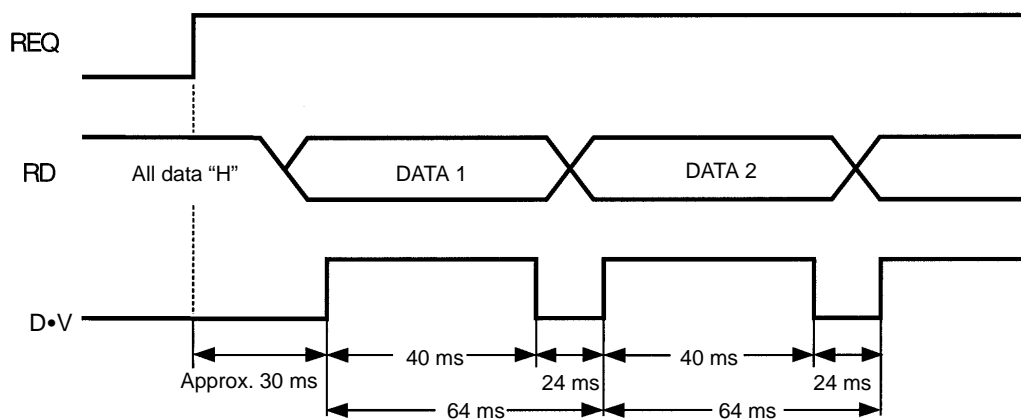 REQ
RD
All data “H”
DATA 1
DATA 2
D•V
40 ms
40 ms
Approx. 30 ms
24 ms
24 ms
64 ms
64 ms